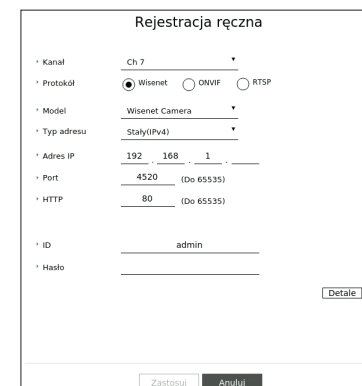 Rejestracja ręczna
Kanał Ch 7
Protokół Wisenet ONVIF RTSP
Model Wisenet Camera
Typ adresu Stały(IPv4)
Adres IP 192 . 168 . 1 .
Port 4520 (Do 65535)
HTTP 80 (Do 65535)
ID admin
Hasło
Detale
Zastosuj Anuluj